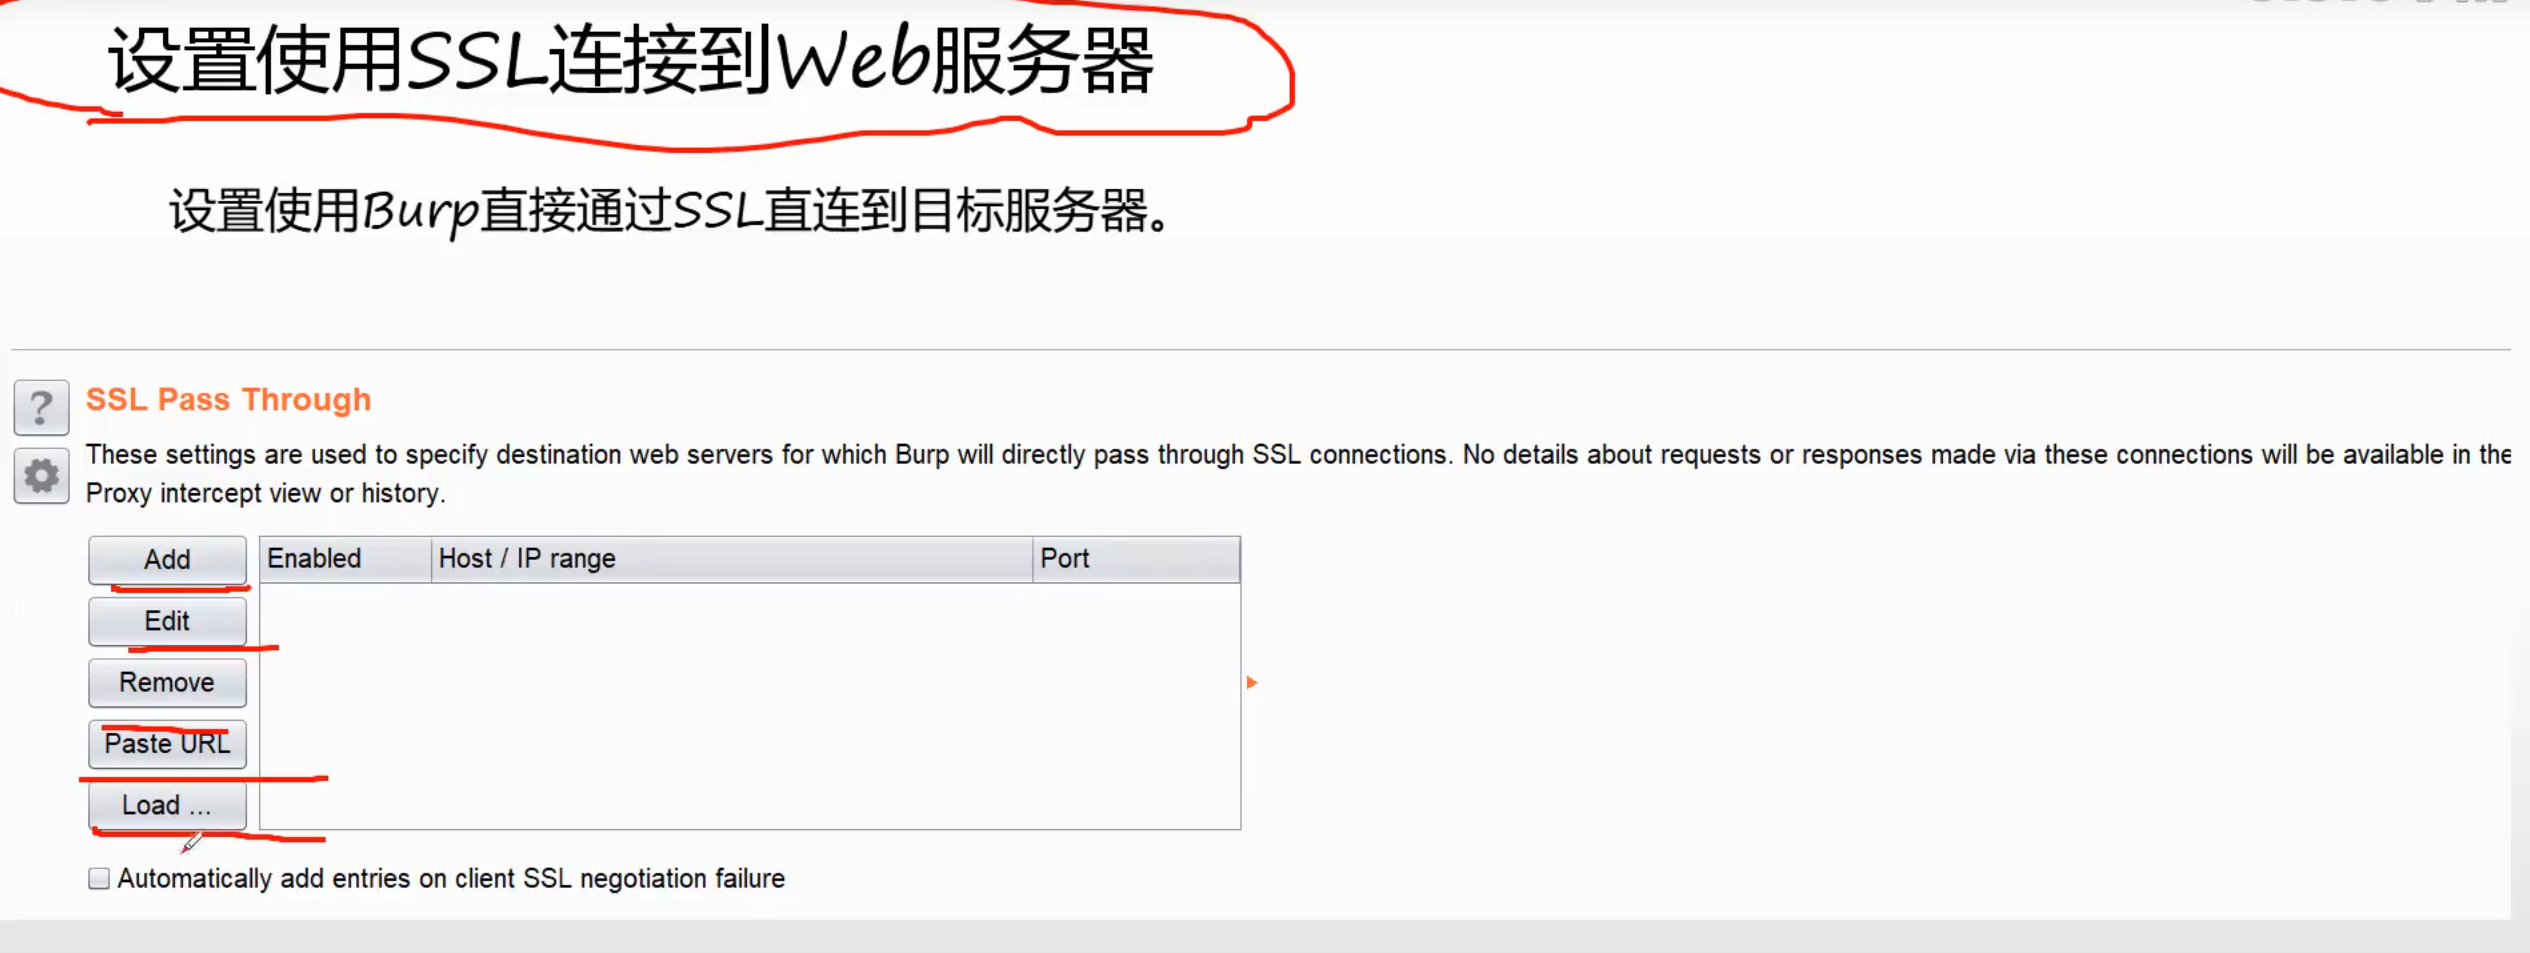 设置使用SSL连接到Web服务器
设置使用Burp直接通过SSL直连到目标服务器。
?
SSL Pass Through
These settings are used to specify destination web servers for which Burp will directly pass through SSL connections. No details about requests or responses made via these connections will be available in the
Proxy intercept view or history.
Add
Enabled
Host / IP range
Port
Edit
Remove
Paste URL
Load ...
Automatically add entries on client SSL negotiation failure